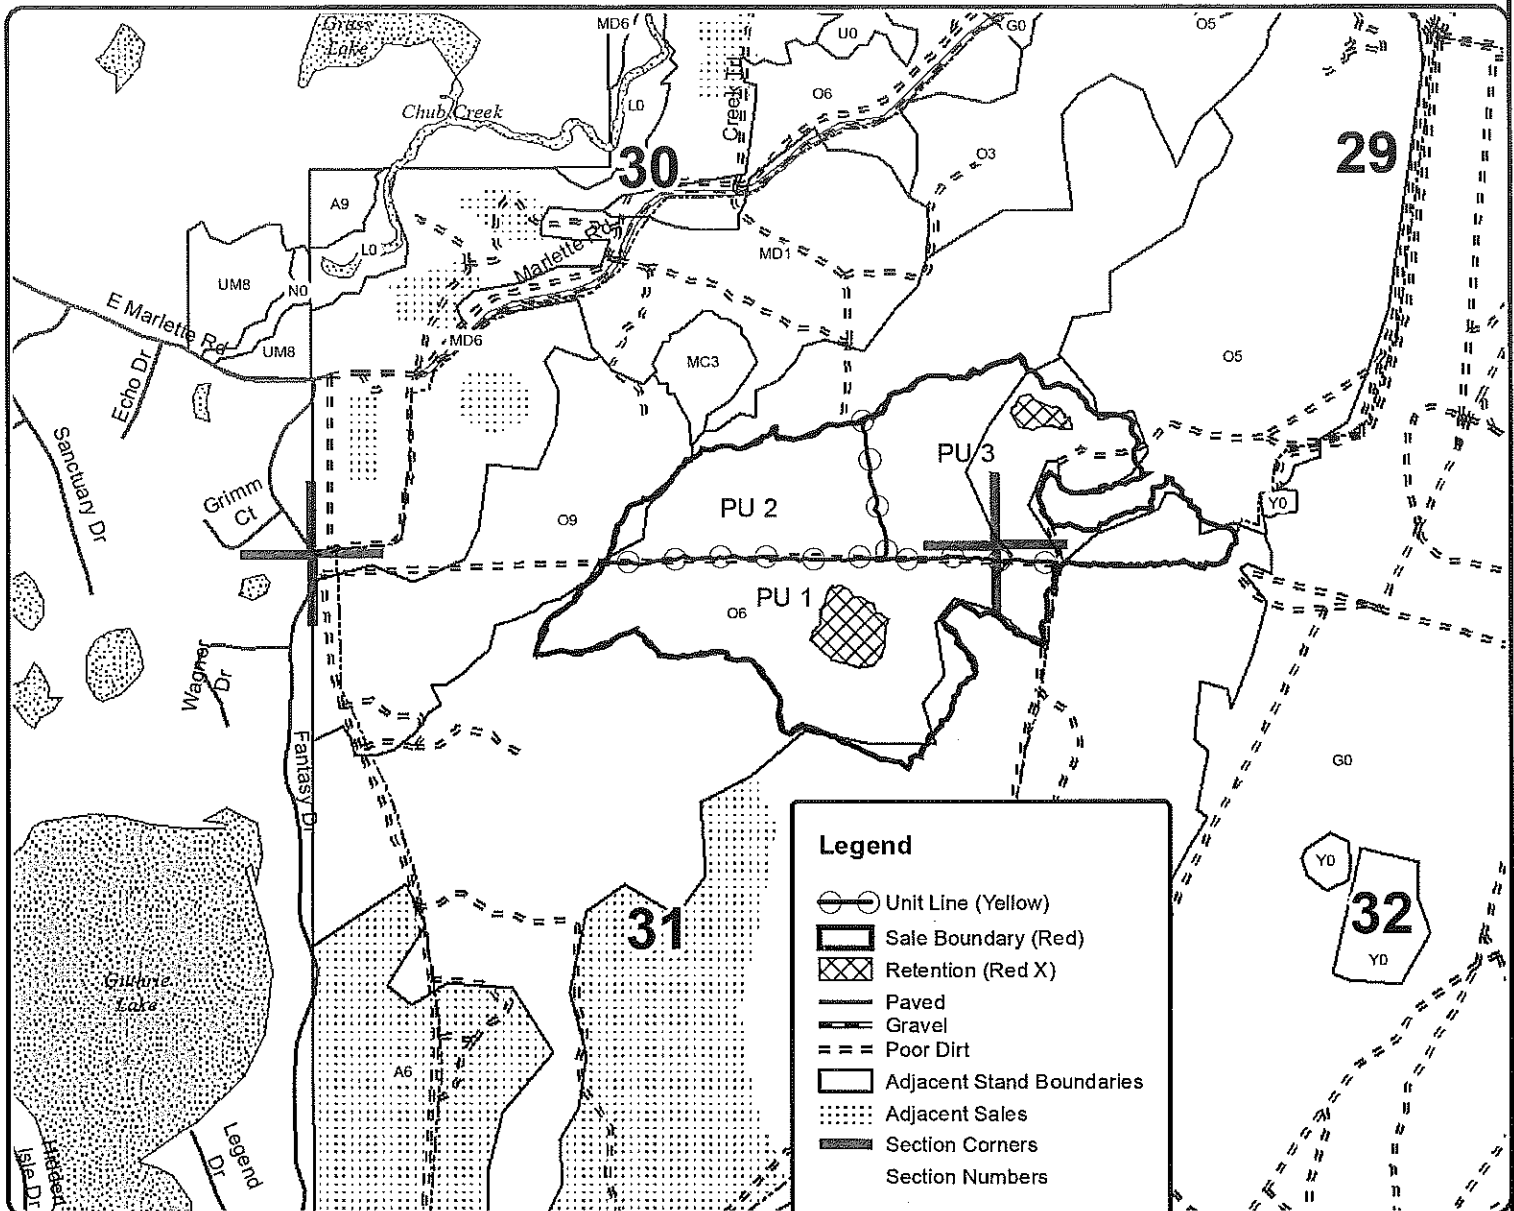 Grass
Lake
MD6
U0
G0
O5
Chub Creek
L0
Creek Trl
O6
30
O3
29
A9
L0
UM8
N0
Marlette Rd
MD1
E Marlette Rd
UM8
MD6
MC3
O5
Echo Dr
Sanctuary Dr
Grimm
Ct
PU 3
PU 2
O9
Y0
PU 1
O6
Wagner
Dr
Fantasy Dr
G0
Y0
31
32
Y0
Guthrie
Lake
A6
Legend
Dr
Hidden
Isle Dr
Legend
Unit Line (Yellow)
Sale Boundary (Red)
Retention (Red X)
Paved
Gravel
Poor Dirt
Adjacent Stand Boundaries
Adjacent Sales
Section Corners
Section Numbers